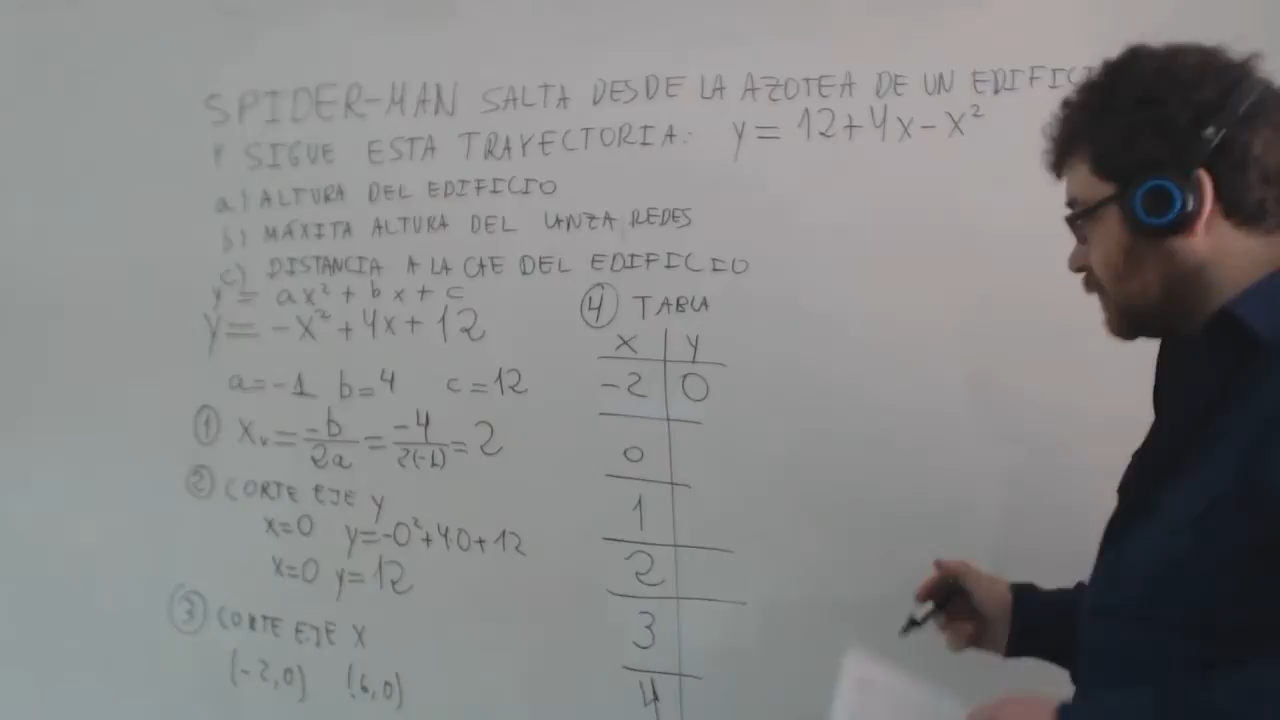 SPIDER-MAN SALTA DESDE LA AZOTEA DE UN
Y SIGUE ESTA TRAYECTORIA: y = 12+4x-x²
a) ALTURA DEL EDIFICIO
b) MÁXITA ALTURA DEL LANZA REDES
c) DISTANCIA A LA CAE DEL EDIFICIO
y = ax² + bx + c
y = -x² + 4x + 12
a=-1 b=4 c=12
① Xv = -b/2a = -4/2(-1) = 2
② CORTE EJE Y
x=0 y=-0²+4.0+12
x=0 y=12
③ CORTE EJE X
(-2,0) (6,0)
④ TABLA
x y
-2 0
0
1
2
3
4